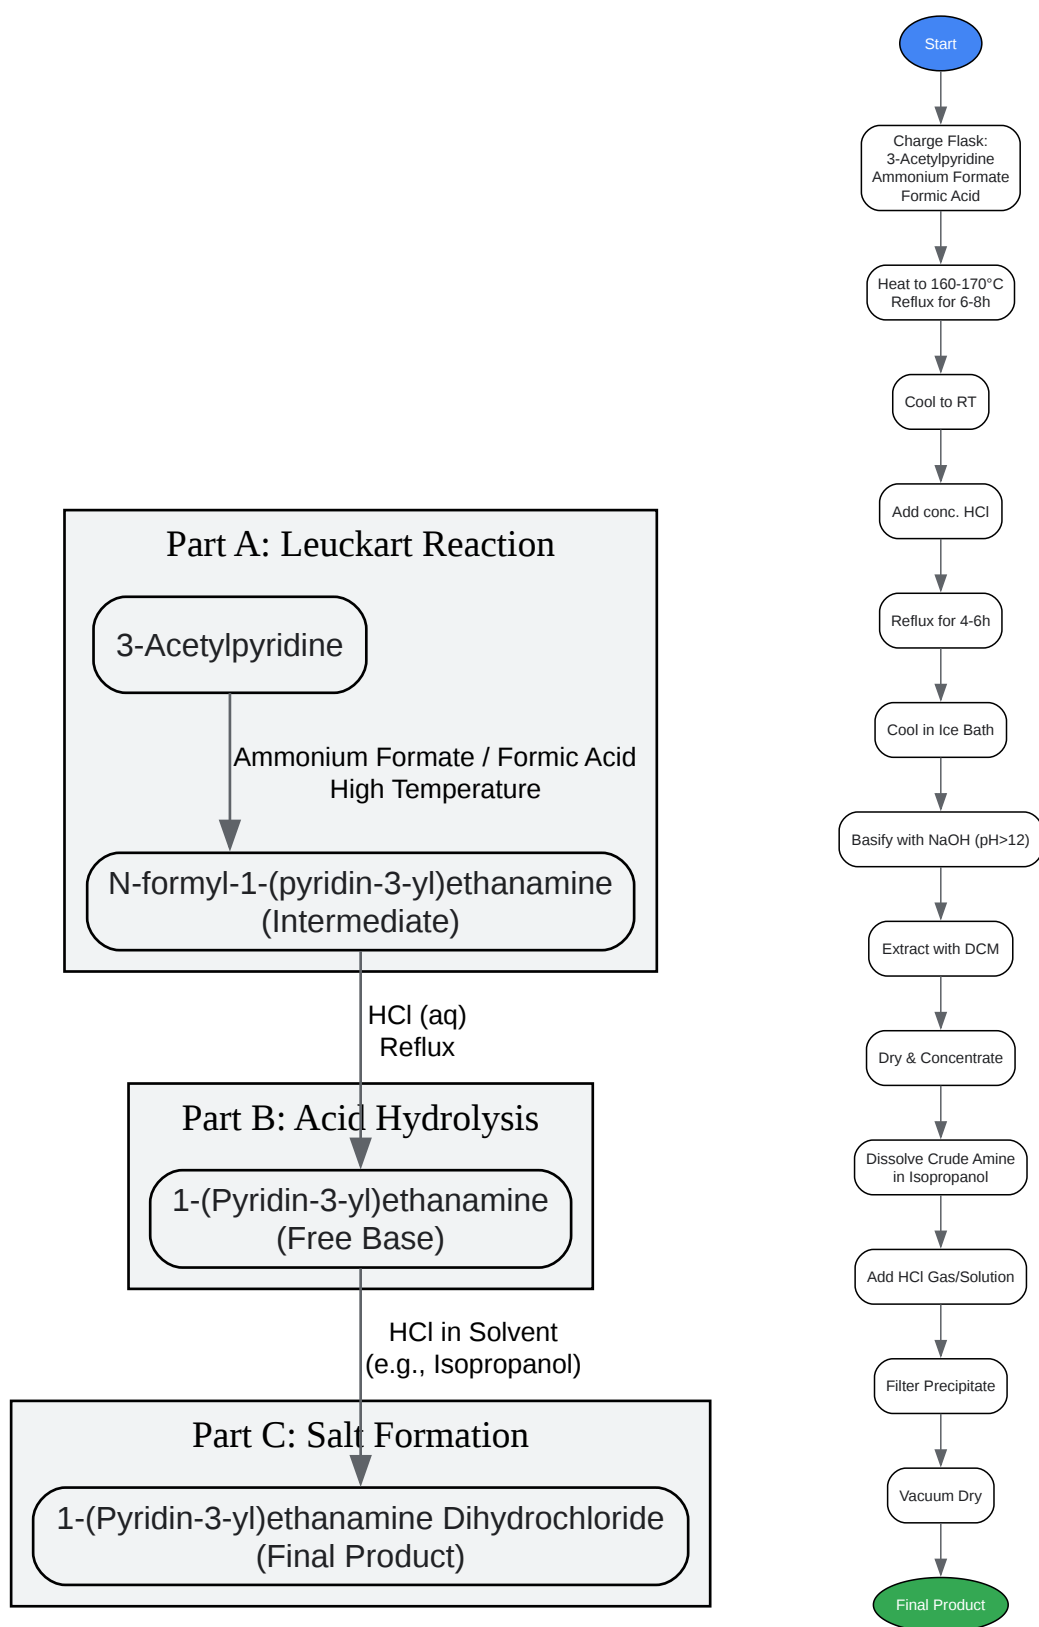 Part A: Leuckart Reaction
3-Acetylpyridine
Ammonium Formate / Formic Acid
High Temperature
N-formyl-1-(pyridin-3-yl)ethanamine
(Intermediate)
HCl (aq)
Reflux
Part B: Acid Hydrolysis
1-(Pyridin-3-yl)ethanamine
(Free Base)
HCl in Solvent
(e.g., Isopropanol)
Part C: Salt Formation
1-(Pyridin-3-yl)ethanamine Dihydrochloride
(Final Product)
Start
Charge Flask:
3-Acetylpyridine
Ammonium Formate
Formic Acid
Heat to 160-170°C
Reflux for 6-8h
Cool to RT
Add conc. HCl
Reflux for 4-6h
Cool in Ice Bath
Basify with NaOH (pH>12)
Extract with DCM
Dry & Concentrate
Dissolve Crude Amine
in Isopropanol
Add HCl Gas/Solution
Filter Precipitate
Vacuum Dry
Final Product